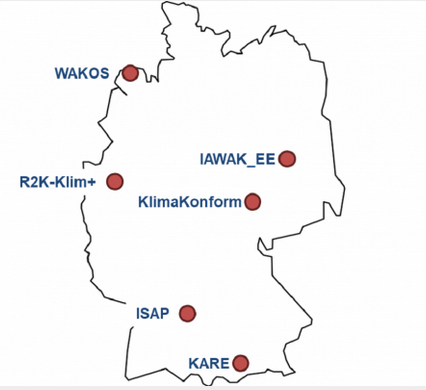 WAKOS
IAWAK_EE
R2K-Klim+
KlimaKonform
ISAP
KARE